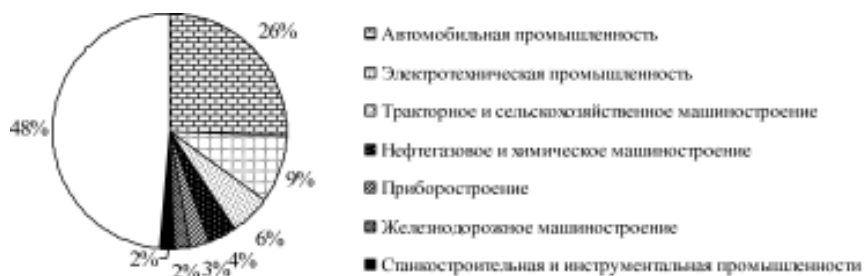 26%
Автомобильная промышленность
Электротехническая промышленность
Тракторное и сельскохозяйственное машиностроение
48%
Нефтегазовое и химическое машиностроение
9%
Приборостроение
6%
Железнодорожное машиностроение
2% 2% 3% 4%
Станкостроительная и инструментальная промышленности